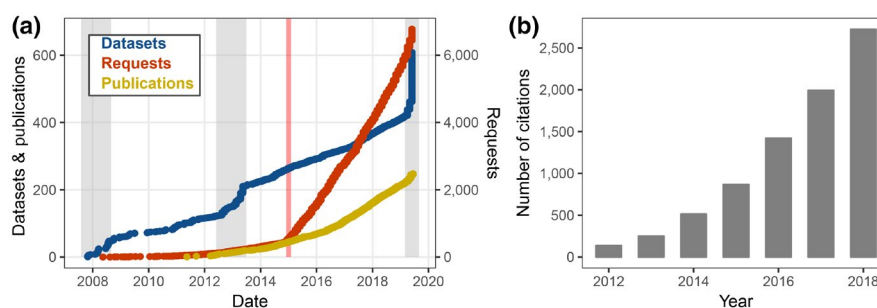 (a)
Datasets
Requests
Publications
Datasets & publications
600
400
200
0
6,000
4,000
2,000
0
Requests
2008 2010 2012 2014 2016 2018 2020
Date
(b)
Number of citations
2,500
2,000
1,500
1,000
500
0
2012 2014 2016 2018
Year